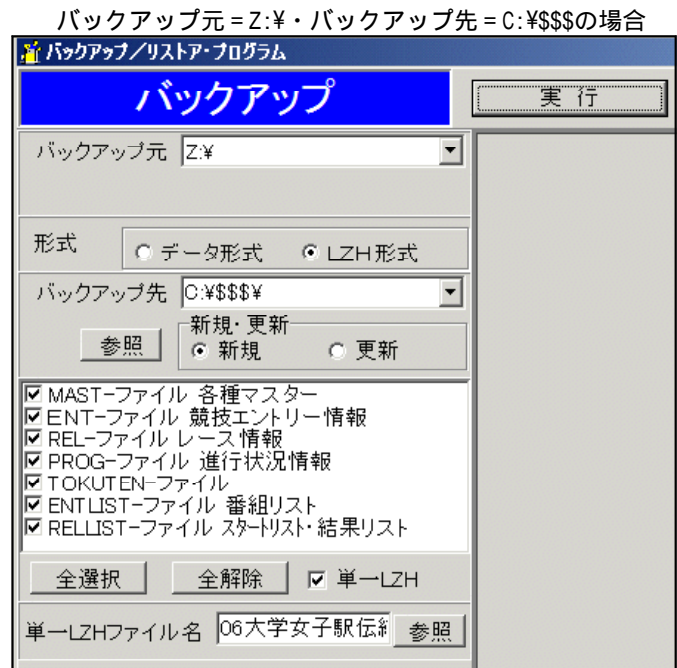 バックアップ元=Z:¥・バックアップ先=C:¥$$$の場合
バックアップ/リストア・プログラム
バックアップ
実 行
バックアップ元 Z:¥
形式 データ形式 LZH形式
バックアップ先 C:¥$$$¥
新規・更新
参照 新規 更新
MAST-ファイル 各種マスター
ENT-ファイル 競技エントリー情報
REL-ファイル レース情報
PROG-ファイル 進行状況情報
TOKUTEN-ファイル
ENTLIST-ファイル 番組リスト
RELLIST-ファイル スタートリスト・結果リスト
全選択 全解除 単一LZH
単一LZHファイル名 06大学女子駅伝 参照